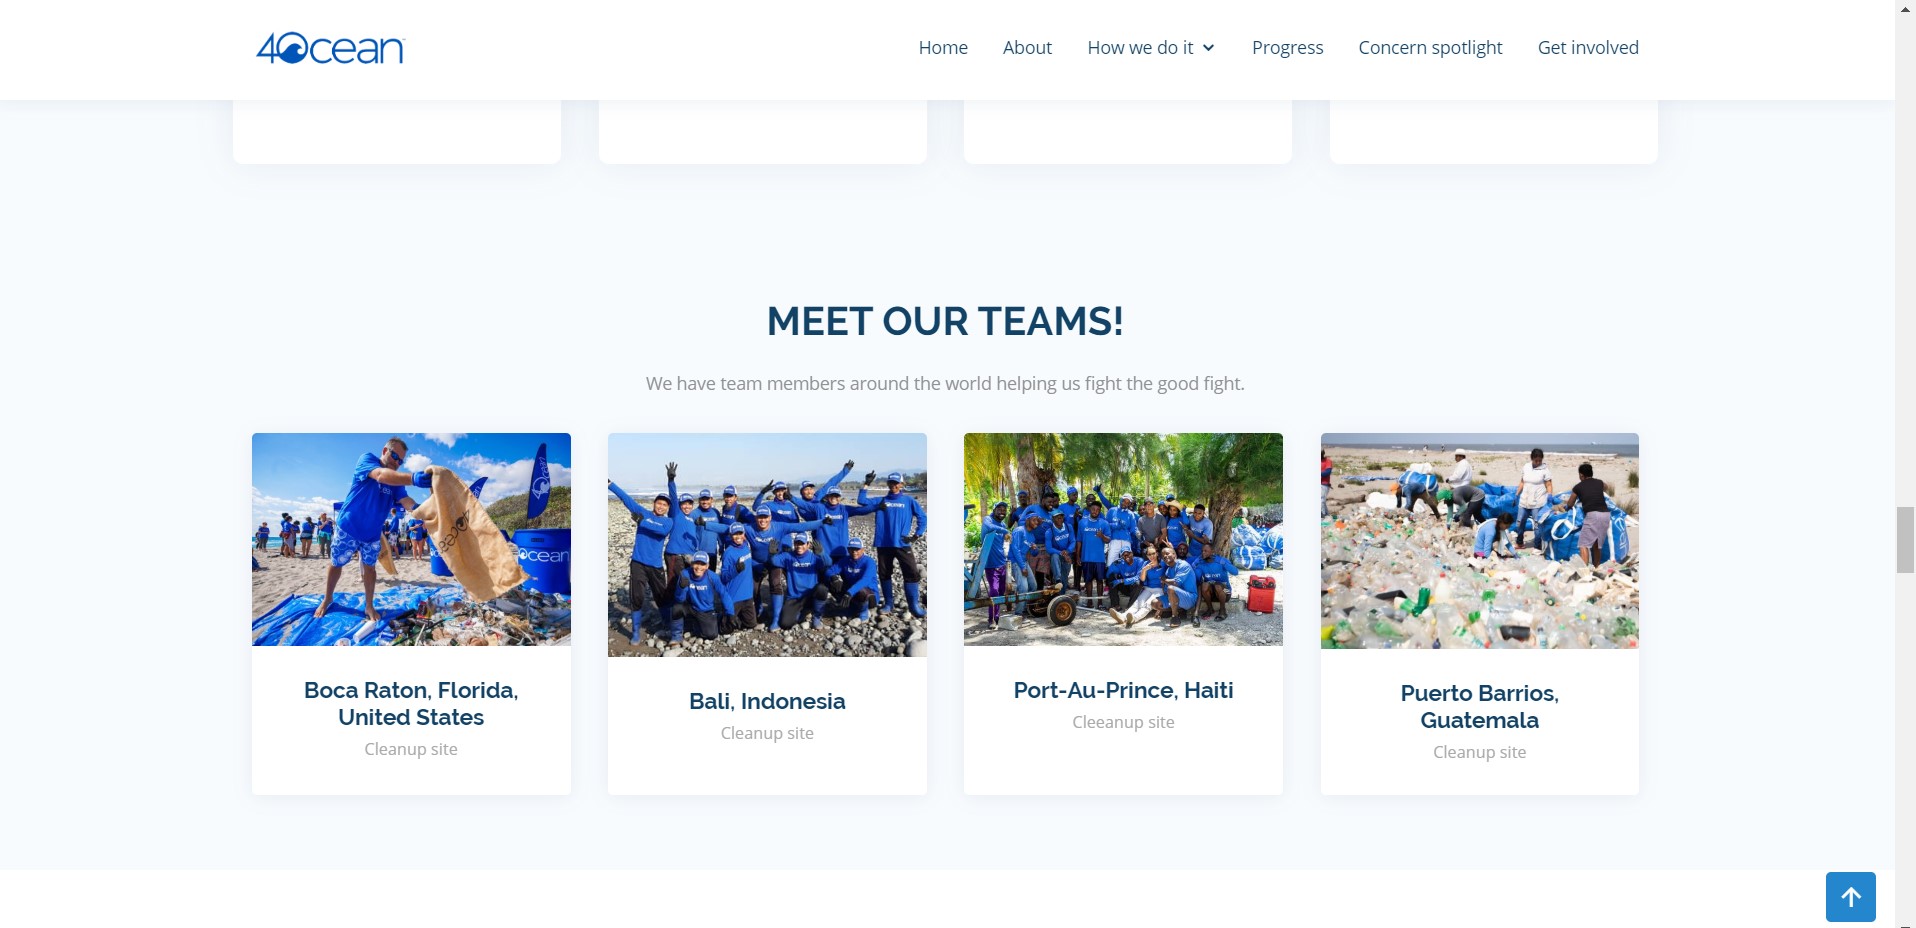 4Ocean
Home About How we do it Progress Concern spotlight Get involved
MEET OUR TEAMS!
We have team members around the world helping us fight the good fight.
4Ocean
Boca Raton, Florida,
United States
Cleanup site
Bali, Indonesia
Cleanup site
Port-Au-Prince, Haiti
Cleeanup site
Puerto Barrios,
Guatemala
Cleanup site